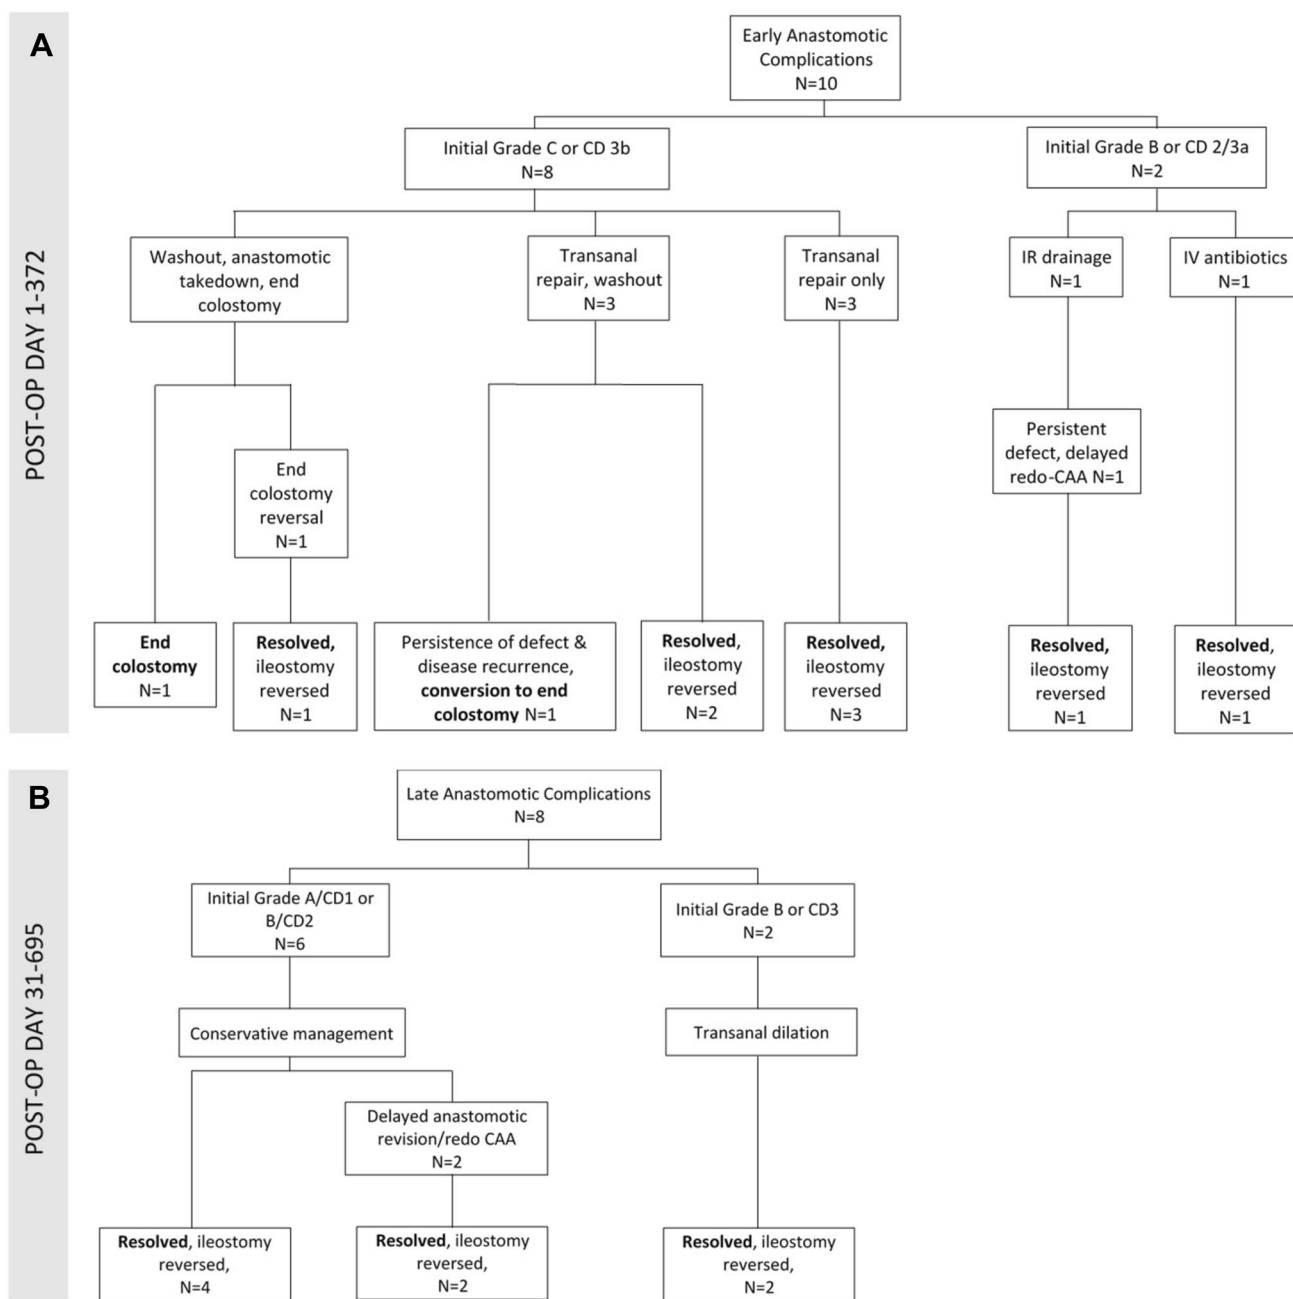 A
POST-OP DAY 1-372
Early Anastomotic
Complications
N=10
Initial Grade C or CD 3b
N=8
Initial Grade B or CD 2/3a
N=2
Washout, anastomotic
takedown, end
colostomy
Transanal
repair, washout
N=3
Transanal
repair only
N=3
IR drainage
N=1
IV antibiotics
N=1
End
colostomy
reversal
N=1
Persistent
defect, delayed
redo-CAA N=1
End
colostomy
N=1
Resolved,
ileostomy
reversed
N=1
Persistence of defect &
disease recurrence,
conversion to end
colostomy N=1
Resolved,
ileostomy
reversed
N=2
Resolved,
ileostomy
reversed
N=3
Resolved,
ileostomy
reversed
N=1
Resolved,
ileostomy
reversed
N=1
B
POST-OP DAY 31-695
Late Anastomotic Complications
N=8
Initial Grade A/CD1 or
B/CD2
N=6
Initial Grade B or CD3
N=2
Conservative management
Transanal dilation
Delayed anastomotic
revision/redo CAA
N=2
Resolved, ileostomy
reversed,
N=4
Resolved, ileostomy
reversed,
N=2
Resolved, ileostomy
reversed,
N=2